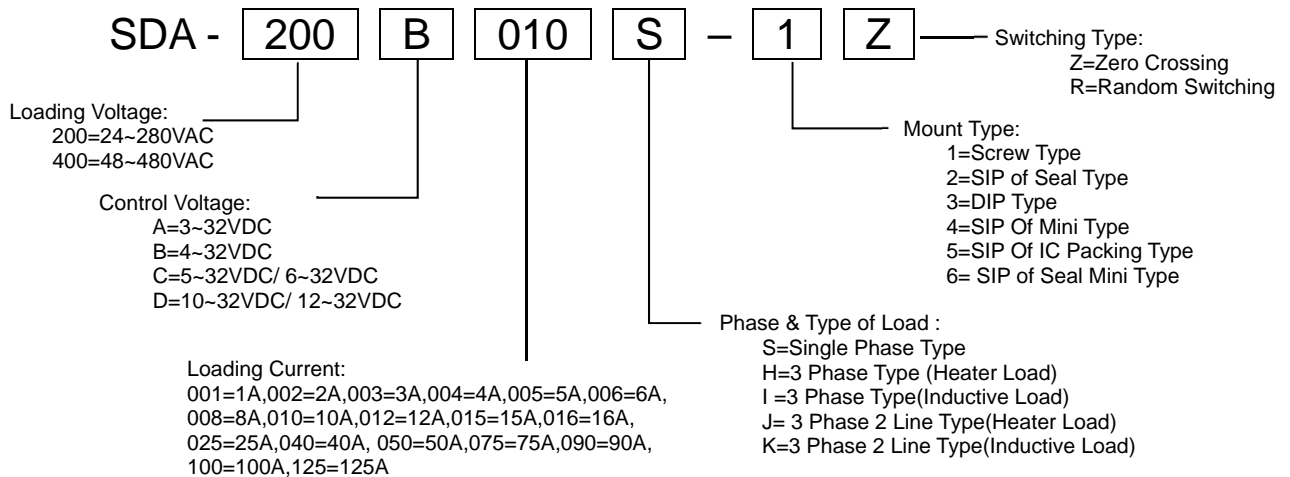 SDA - 200 B 010 S – 1 Z
Switching Type:
Z=Zero Crossing
R=Random Switching
Loading Voltage:
200=24~280VAC
400=48~480VAC
Mount Type:
1=Screw Type
2=SIP of Seal Type
3=DIP Type
4=SIP Of Mini Type
5=SIP Of IC Packing Type
6= SIP of Seal Mini Type
Control Voltage:
A=3~32VDC
B=4~32VDC
C=5~32VDC/ 6~32VDC
D=10~32VDC/ 12~32VDC
Phase & Type of Load :
S=Single Phase Type
H=3 Phase Type (Heater Load)
I =3 Phase Type(Inductive Load)
J= 3 Phase 2 Line Type(Heater Load)
K=3 Phase 2 Line Type(Inductive Load)
Loading Current:
001=1A,002=2A,003=3A,004=4A,005=5A,006=6A,
008=8A,010=10A,012=12A,015=15A,016=16A,
025=25A,040=40A, 050=50A,075=75A,090=90A,
100=100A,125=125A